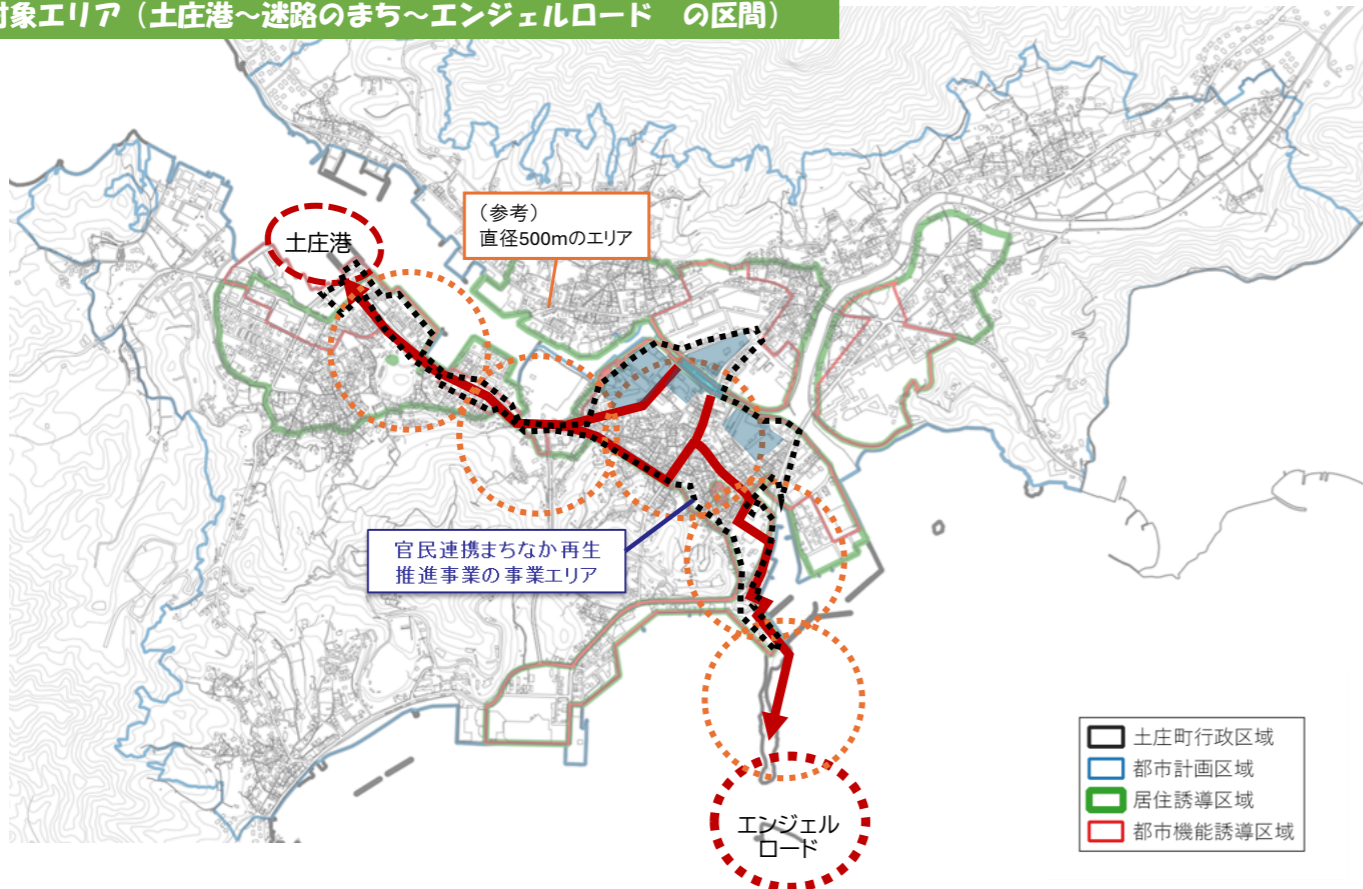 対象エリア（土庄港～迷路のまち～エンジェルロード　の区間）
土庄港
（参考）
直径500mのエリア
官民連携まちなか再生
推進事業の事業エリア
エンジェル
ロード
土庄町行政区域
都市計画区域
居住誘導区域
都市機能誘導区域